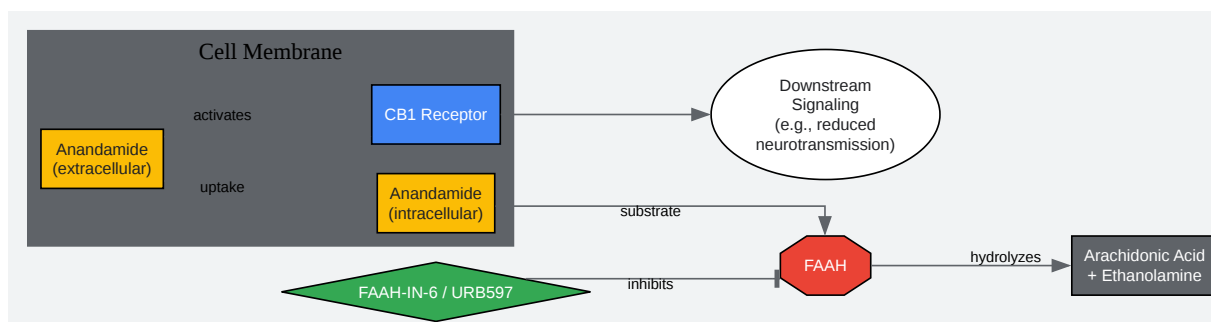 Cell Membrane
activates
CB1 Receptor
Anandamide
(extracellular)
uptake
Anandamide
(intracellular)
Downstream
Signaling
(e.g., reduced
neurotransmission)
substrate
FAAH
hydrolyzes
Arachidonic Acid
+ Ethanolamine
FAAH-IN-6 / URB597
inhibits